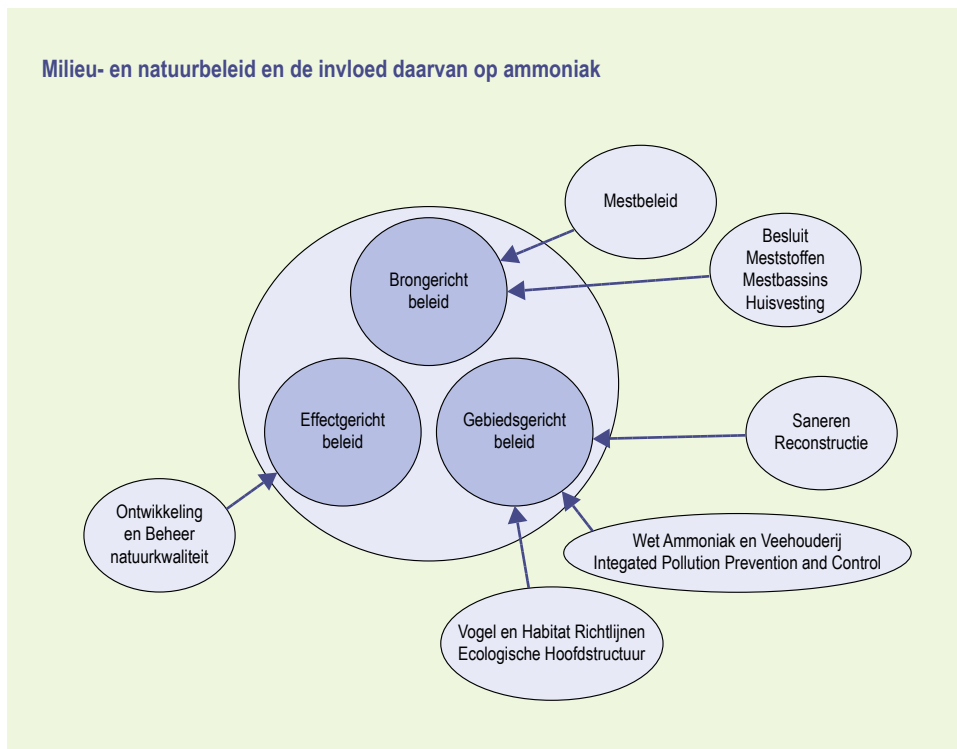 Milieu- en natuurbeleid en de invloed daarvan op ammoniak
Mestbeleid
Besluit
Meststoffen
Mestbassins
Huisvesting
Brongericht
beleid
Effectgericht
beleid
Gebiedsgericht
beleid
Saneren
Reconstructie
Ontwikkeling
en Beheer
natuurkwaliteit
Wet Ammoniak en Veehouderij
Integated Pollution Prevention and Control
Vogel en Habitat Richtlijnen
Ecologische Hoofdstructuur